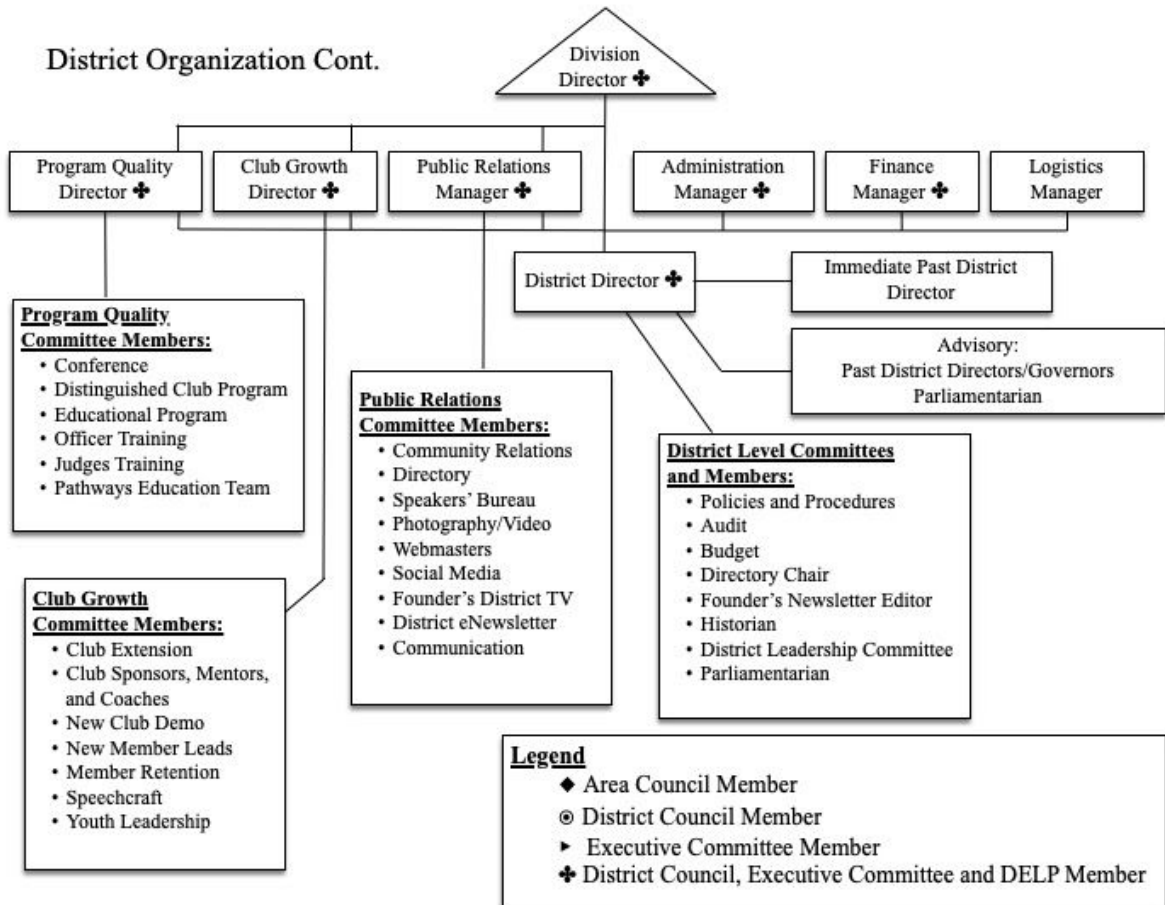 District Organization Cont.
Division
Director ✤
Program Quality
Director ✤
Club Growth
Director ✤
Public Relations
Manager ✤
Administration
Manager ✤
Finance
Manager ✤
Logistics
Manager
District Director ✤
Immediate Past District
Director
Advisory:
Past District Directors/Governors
Parliamentarian
Program Quality
Committee Members:
• Conference
• Distinguished Club Program
• Educational Program
• Officer Training
• Judges Training
• Pathways Education Team
Club Growth
Committee Members:
• Club Extension
• Club Sponsors, Mentors,
and Coaches
• New Club Demo
• New Member Leads
• Member Retention
• Speechcraft
• Youth Leadership
Public Relations
Committee Members:
• Community Relations
• Directory
• Speakers’ Bureau
• Photography/Video
• Webmasters
• Social Media
• Founder’s District TV
• District eNewsletter
• Communication
District Level Committees
and Members:
• Policies and Procedures
• Audit
• Budget
• Directory Chair
• Founder’s Newsletter Editor
• Historian
• District Leadership Committee
• Parliamentarian
Legend
◆ Area Council Member
⊙ District Council Member
▸ Executive Committee Member
✤ District Council, Executive Committee and DELP Member